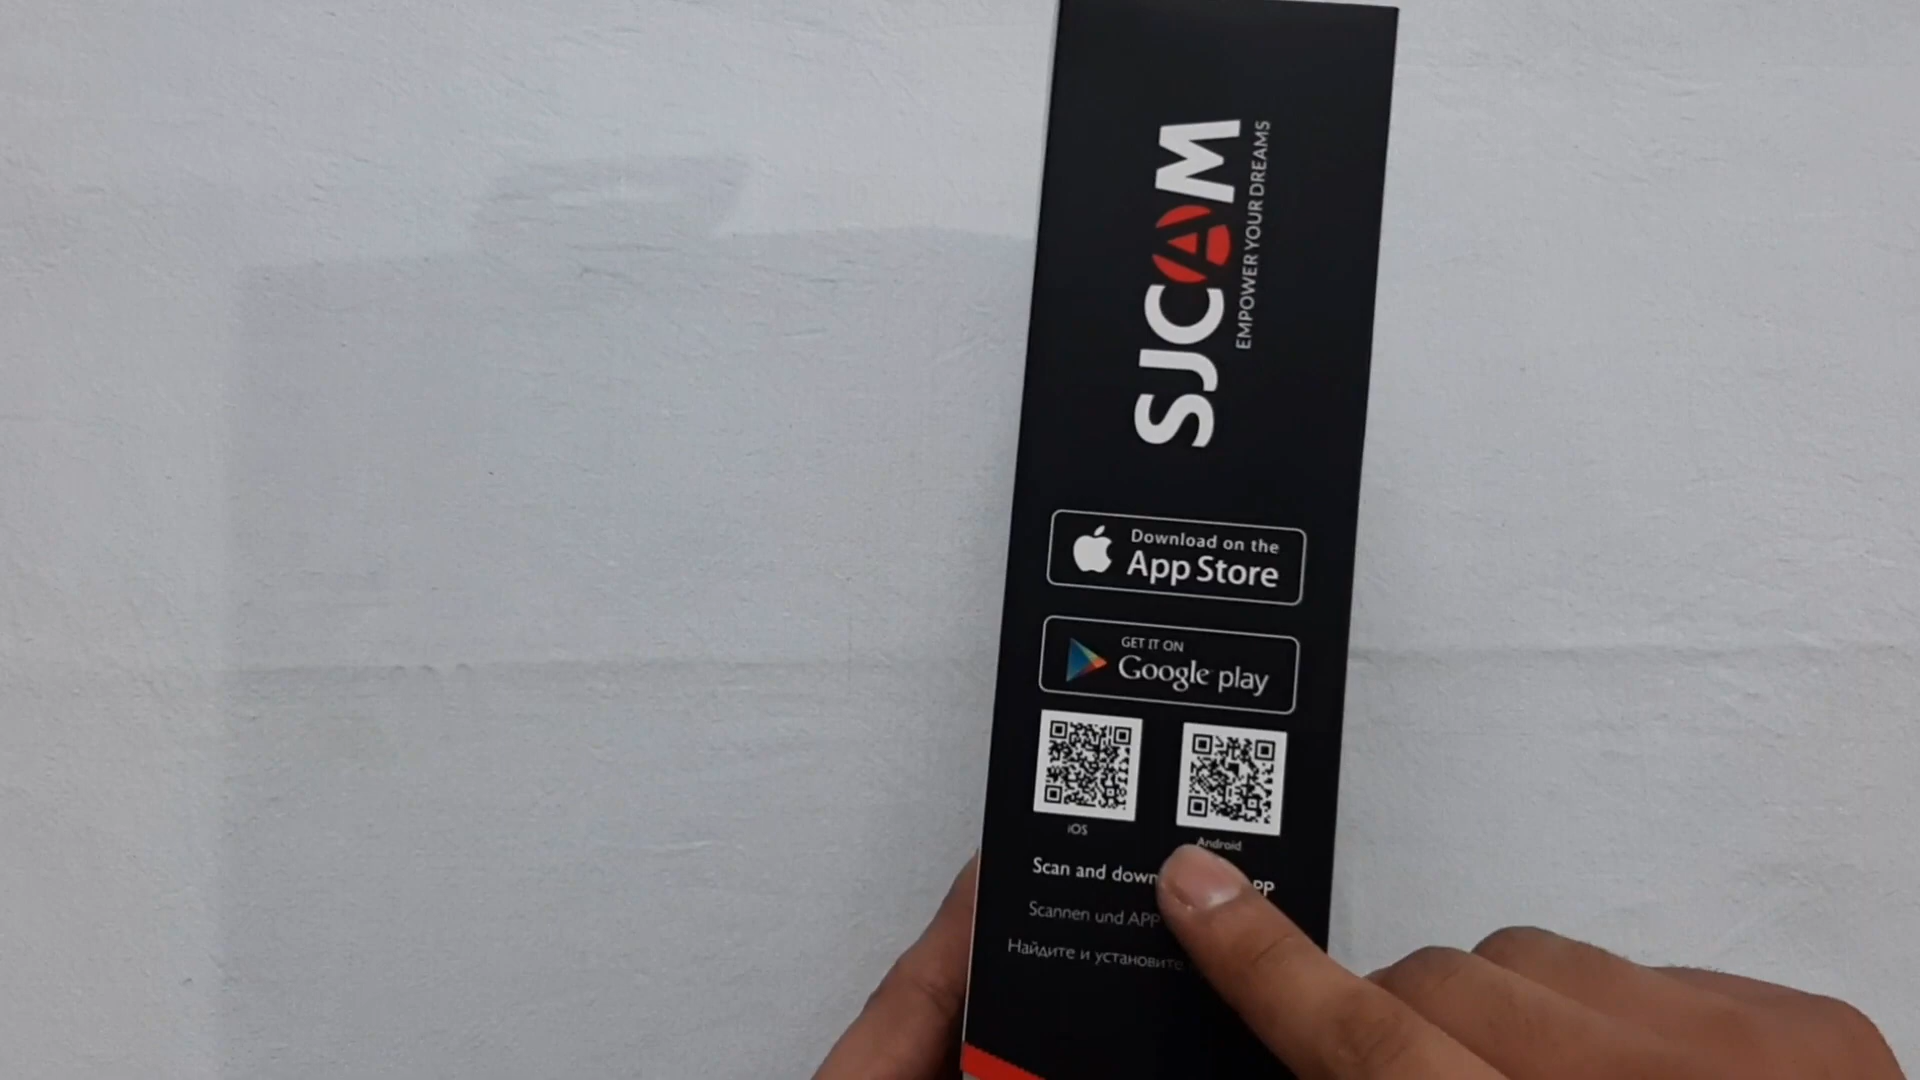 SJCAM
EMPOWER YOUR DREAMS
Download on the
App Store
GET IT ON
Google play
iOS
Android
Scan and PP
Scannen und APP
Найдите и установите